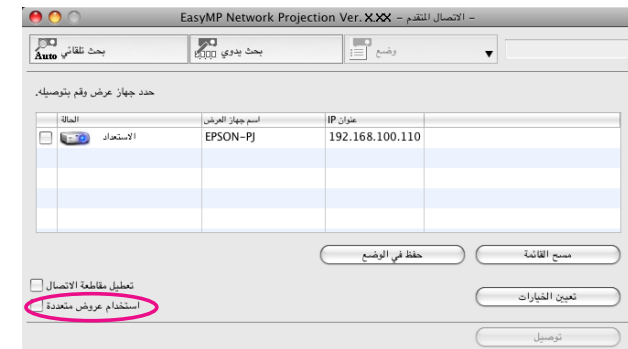 EasyMP Network Projection Ver. X.XX – الاتصال المتقدم –
Auto بحث تلقائي
بحث يدوي
وضع
حدد جهاز عرض وقم بتوصيله.
الحالة
اسم جهاز العرض
عنوان IP
الاستعداد
EPSON-PJ
192.168.100.110
حفظ في الوضع
مسح القائمة
تعطيل مقاطعة الاتصال
تعيين الخيارات
استخدام عروض متعددة
توصيل